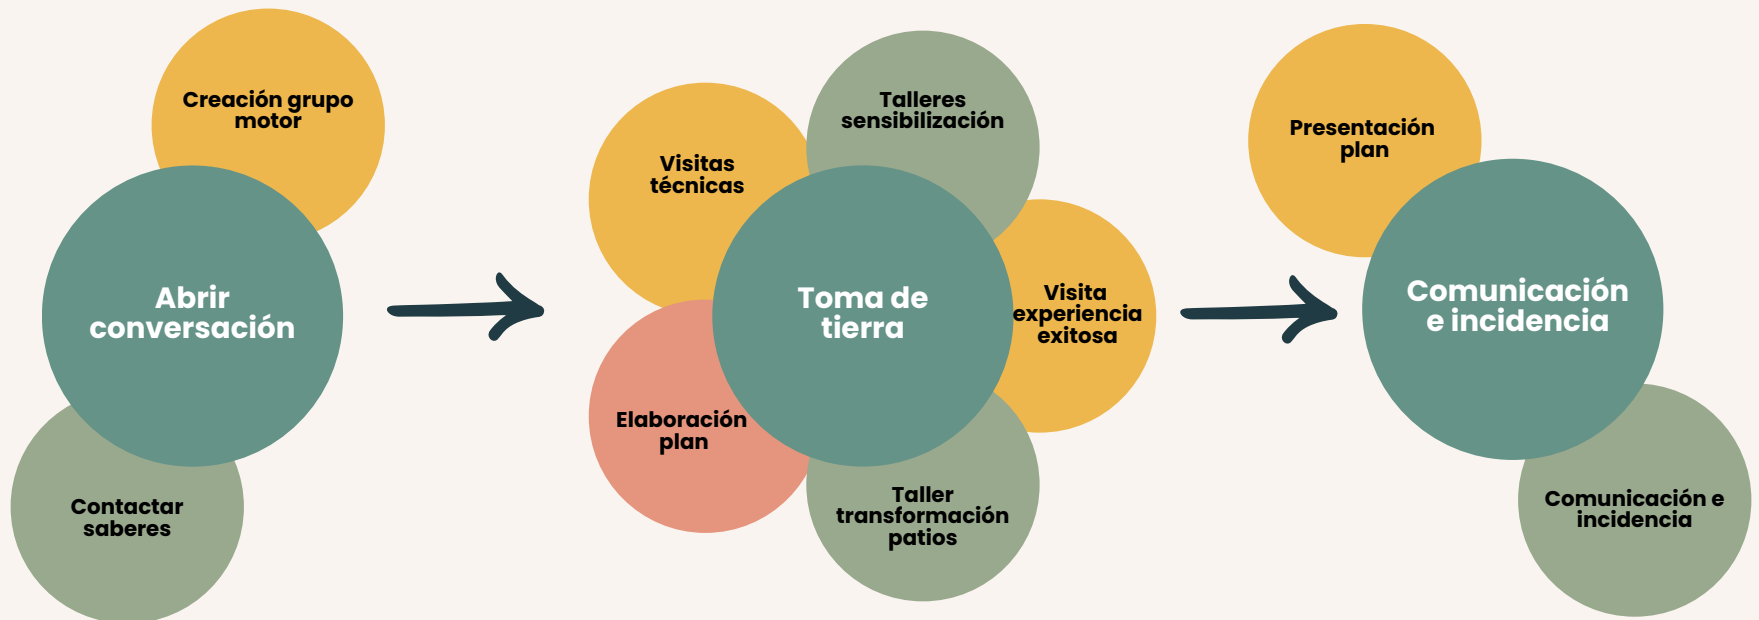 Creación grupo
motor
Abrir
conversación
Contactar
saberes
Talleres
sensibilización
Visitas
técnicas
Toma de
tierra
Visita
experiencia
exitosa
Elaboración
plan
Taller
transformación
patios
Presentación
plan
Comunicación
e incidencia
Comunicación e
incidencia